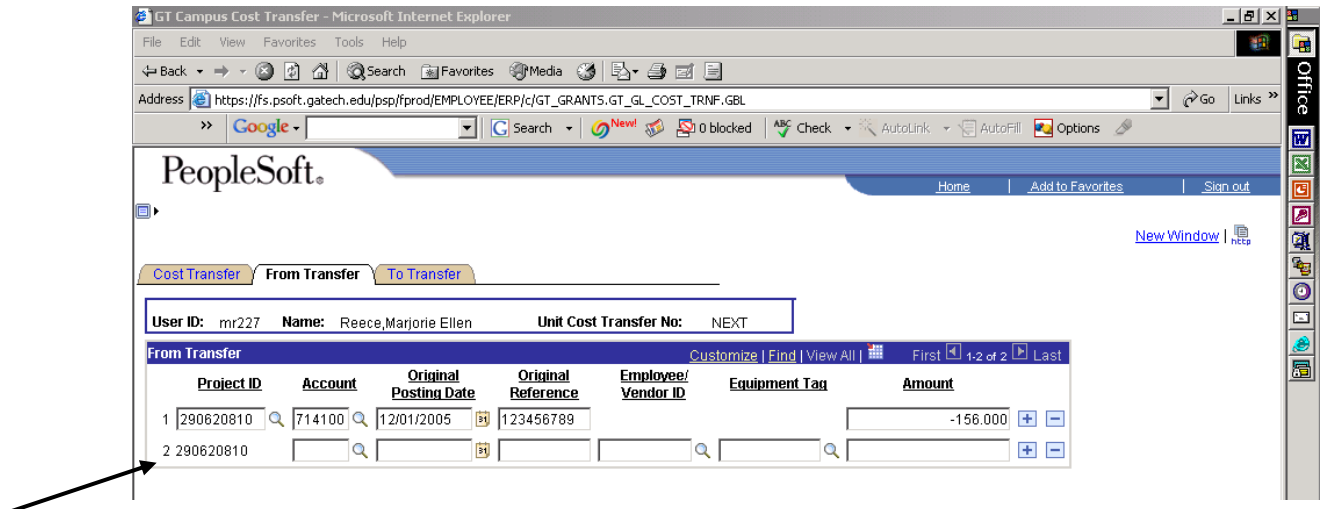 GT Campus Cost Transfer - Microsoft Internet Explorer
File Edit View Favorites Tools Help
Back Search Favorites Media
Address https://fs.psoft.gatech.edu/psp/fprod/EMPLOYEE/ERP/c/GT_GRANTS.GT_GL_COST_TRNF.GBL Go Links »
» Google Search New! 0 blocked ABC Check AutoLink AutoFill Options
Office
PeopleSoft®
Home | Add to Favorites | Sign out
New Window | http
Cost Transfer From Transfer To Transfer
User ID: mr227 Name: Reece,Marjorie Ellen Unit Cost Transfer No: NEXT
From Transfer Customize | Find | View All | First 1-2 of 2 Last
Project ID Account Original Posting Date Original Reference Employee/ Vendor ID Equipment Tag Amount
1 290620810 714100 12/01/2005 31 123456789 -156.000
2 290620810 31